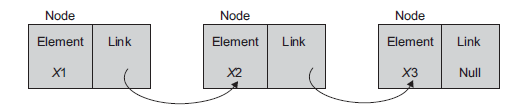 Node Node Node
Element Link Element Link Element Link
X1 X2 X3 Null